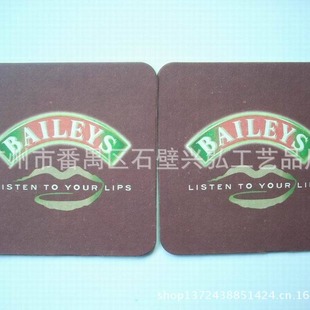 BAILEYS
BAILEYS
州市番禺区石壁兴弘工艺品
LISTEN TO YOUR LIPS
LISTEN TO YOUR LI
shop1372438851424.cn.16